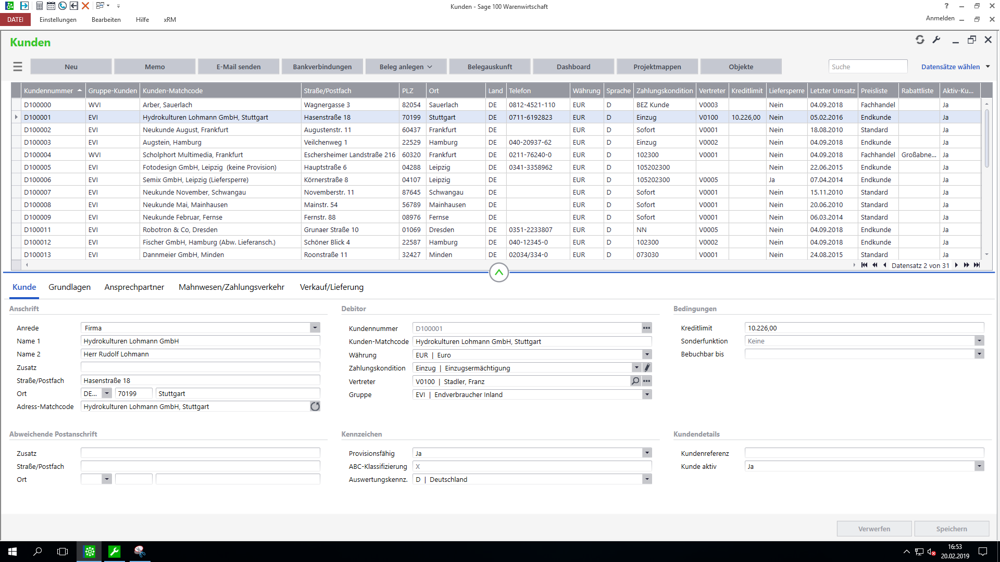 Kunden - Sage 100 Warenwirtschaft
DATEI Einstellungen Bearbeiten Hilfe xRM Anmelden
Kunden
Neu Memo E-Mail senden Bankverbindungen Beleg anlegen Belegauskunft Dashboard Projektmappen Objekte Suche Datensätze wählen
Kundennummer Gruppe-Kunden Kunden-Matchcode Straße/Postfach PLZ Ort Land Telefon Währung Sprache Zahlungskondition Vertreter Kreditlimit Liefersperre Letzter Umsatz Preisliste Rabattliste Aktiv-Ku...
D100000 WVI Arber, Sauerlach Wagnergasse 3 82054 Sauerlach DE 0812-4521-110 EUR D BEZ Kunde V0003 Nein 04.09.2018 Fachhandel Ja
D100001 EVI Hydrokulturen Lohmann GmbH, Stuttgart Hasenstraße 18 70199 Stuttgart DE 0711-6192823 EUR D Einzug V0100 10.226,00 Nein 05.02.2016 Endkunde Ja
D100002 EVI Neukunde August, Frankfurt Augustenstr. 11 60437 Frankfurt DE EUR D Sofort V0001 Nein 18.08.2010 Standard Ja
D100003 EVI Augstein, Hamburg Veilchenweg 1 22529 Hamburg DE 040-20937-62 EUR D Einzug V0002 Nein 04.09.2018 Endkunde Ja
D100004 WVI Scholphort Multimedia, Frankfurt Eschersheimer Landstraße 216 60320 Frankfurt DE 0211-76240-0 EUR D 102300 V0001 Nein 04.09.2018 Fachhandel Großabne... Ja
D100005 EVI Fotodesign GmbH, Leipzig (keine Provision) Hauptstraße 6 04288 Leipzig DE 0341-3358962 EUR D 105202300 Nein 22.06.2015 Endkunde Ja
D100006 EVI Semix GmbH, Leipzig (Liefersperre) Körnerstraße 8 04107 Leipzig DE EUR D 105202300 V0005 Ja 07.04.2014 Endkunde Ja
D100007 EVI Neukunde November, Schwangau Novemberstr. 11 87645 Schwangau DE EUR D Sofort V0001 Nein 15.11.2010 Standard Ja
D100008 EVI Neukunde Mai, Mainhausen Mainstr. 54 56789 Mainhausen DE EUR D Sofort V0001 Nein 20.06.2010 Standard Ja
D100009 EVI Neukunde Februar, Fernse Fernstr. 88 08976 Fernse DE EUR D Sofort V0001 Nein 06.03.2014 Standard Ja
D100011 EVI Robotron & Co, Dresden Grunaer Straße 10 01069 Dresden DE 0351-2233807 EUR D NN V0005 Nein 04.09.2018 Endkunde Ja
D100012 EVI Fischer GmbH, Hamburg (Abw. Lieferansch.) Schöner Blick 4 22587 Hamburg DE 040-12345-0 EUR D 102300 V0002 Nein 04.09.2018 Endkunde Ja
D100013 EVI Dannmeier GmbH, Minden Roonstraße 11 32427 Minden DE 02034/334-0 EUR D 073030 V0001 Nein 24.08.2015 Standard Ja
Datensatz 2 von 31
Kunde Grundlagen Ansprechpartner Mahnwesen/Zahlungsverkehr Verkauf/Lieferung
Anschrift
Anrede Firma
Name 1 Hydrokulturen Lohmann GmbH
Name 2 Herr Rudolf Lohmann
Zusatz
Straße/Postfach Hasenstraße 18
Ort DE... 70199 Stuttgart
Adress-Matchcode Hydrokulturen Lohmann GmbH, Stuttgart
Debitor
Kundennummer D100001
Kunden-Matchcode Hydrokulturen Lohmann GmbH, Stuttgart
Währung EUR | Euro
Zahlungskondition Einzug | Einzugsermächtigung
Vertreter V0100 | Stadler, Franz
Gruppe EVI | Endverbraucher Inland
Bedingungen
Kreditlimit 10.226,00
Sonderfunktion Keine
Bebuchbar bis
Abweichende Postanschrift
Zusatz
Straße/Postfach
Ort
Kennzeichen
Provisionsfähig Ja
ABC-Klassifizierung X
Auswertungskennz. D | Deutschland
Kundendetails
Kundenreferenz
Kunde aktiv Ja
Verwerfen Speichern
16:53
20.02.2019